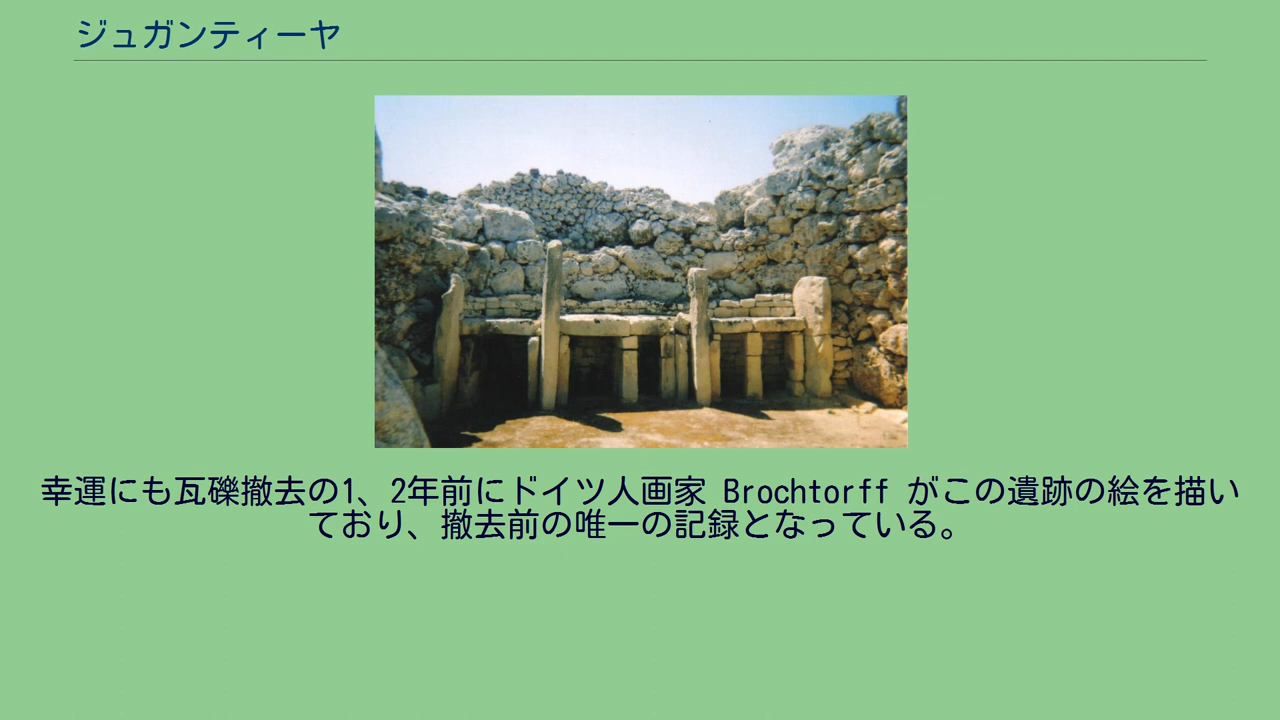 ジュガンティーヤ
幸運にも瓦礫撤去の1、2年前にドイツ人画家 Brochtorff がこの遺跡の絵を描い
ており、撤去前の唯一の記録となっている。